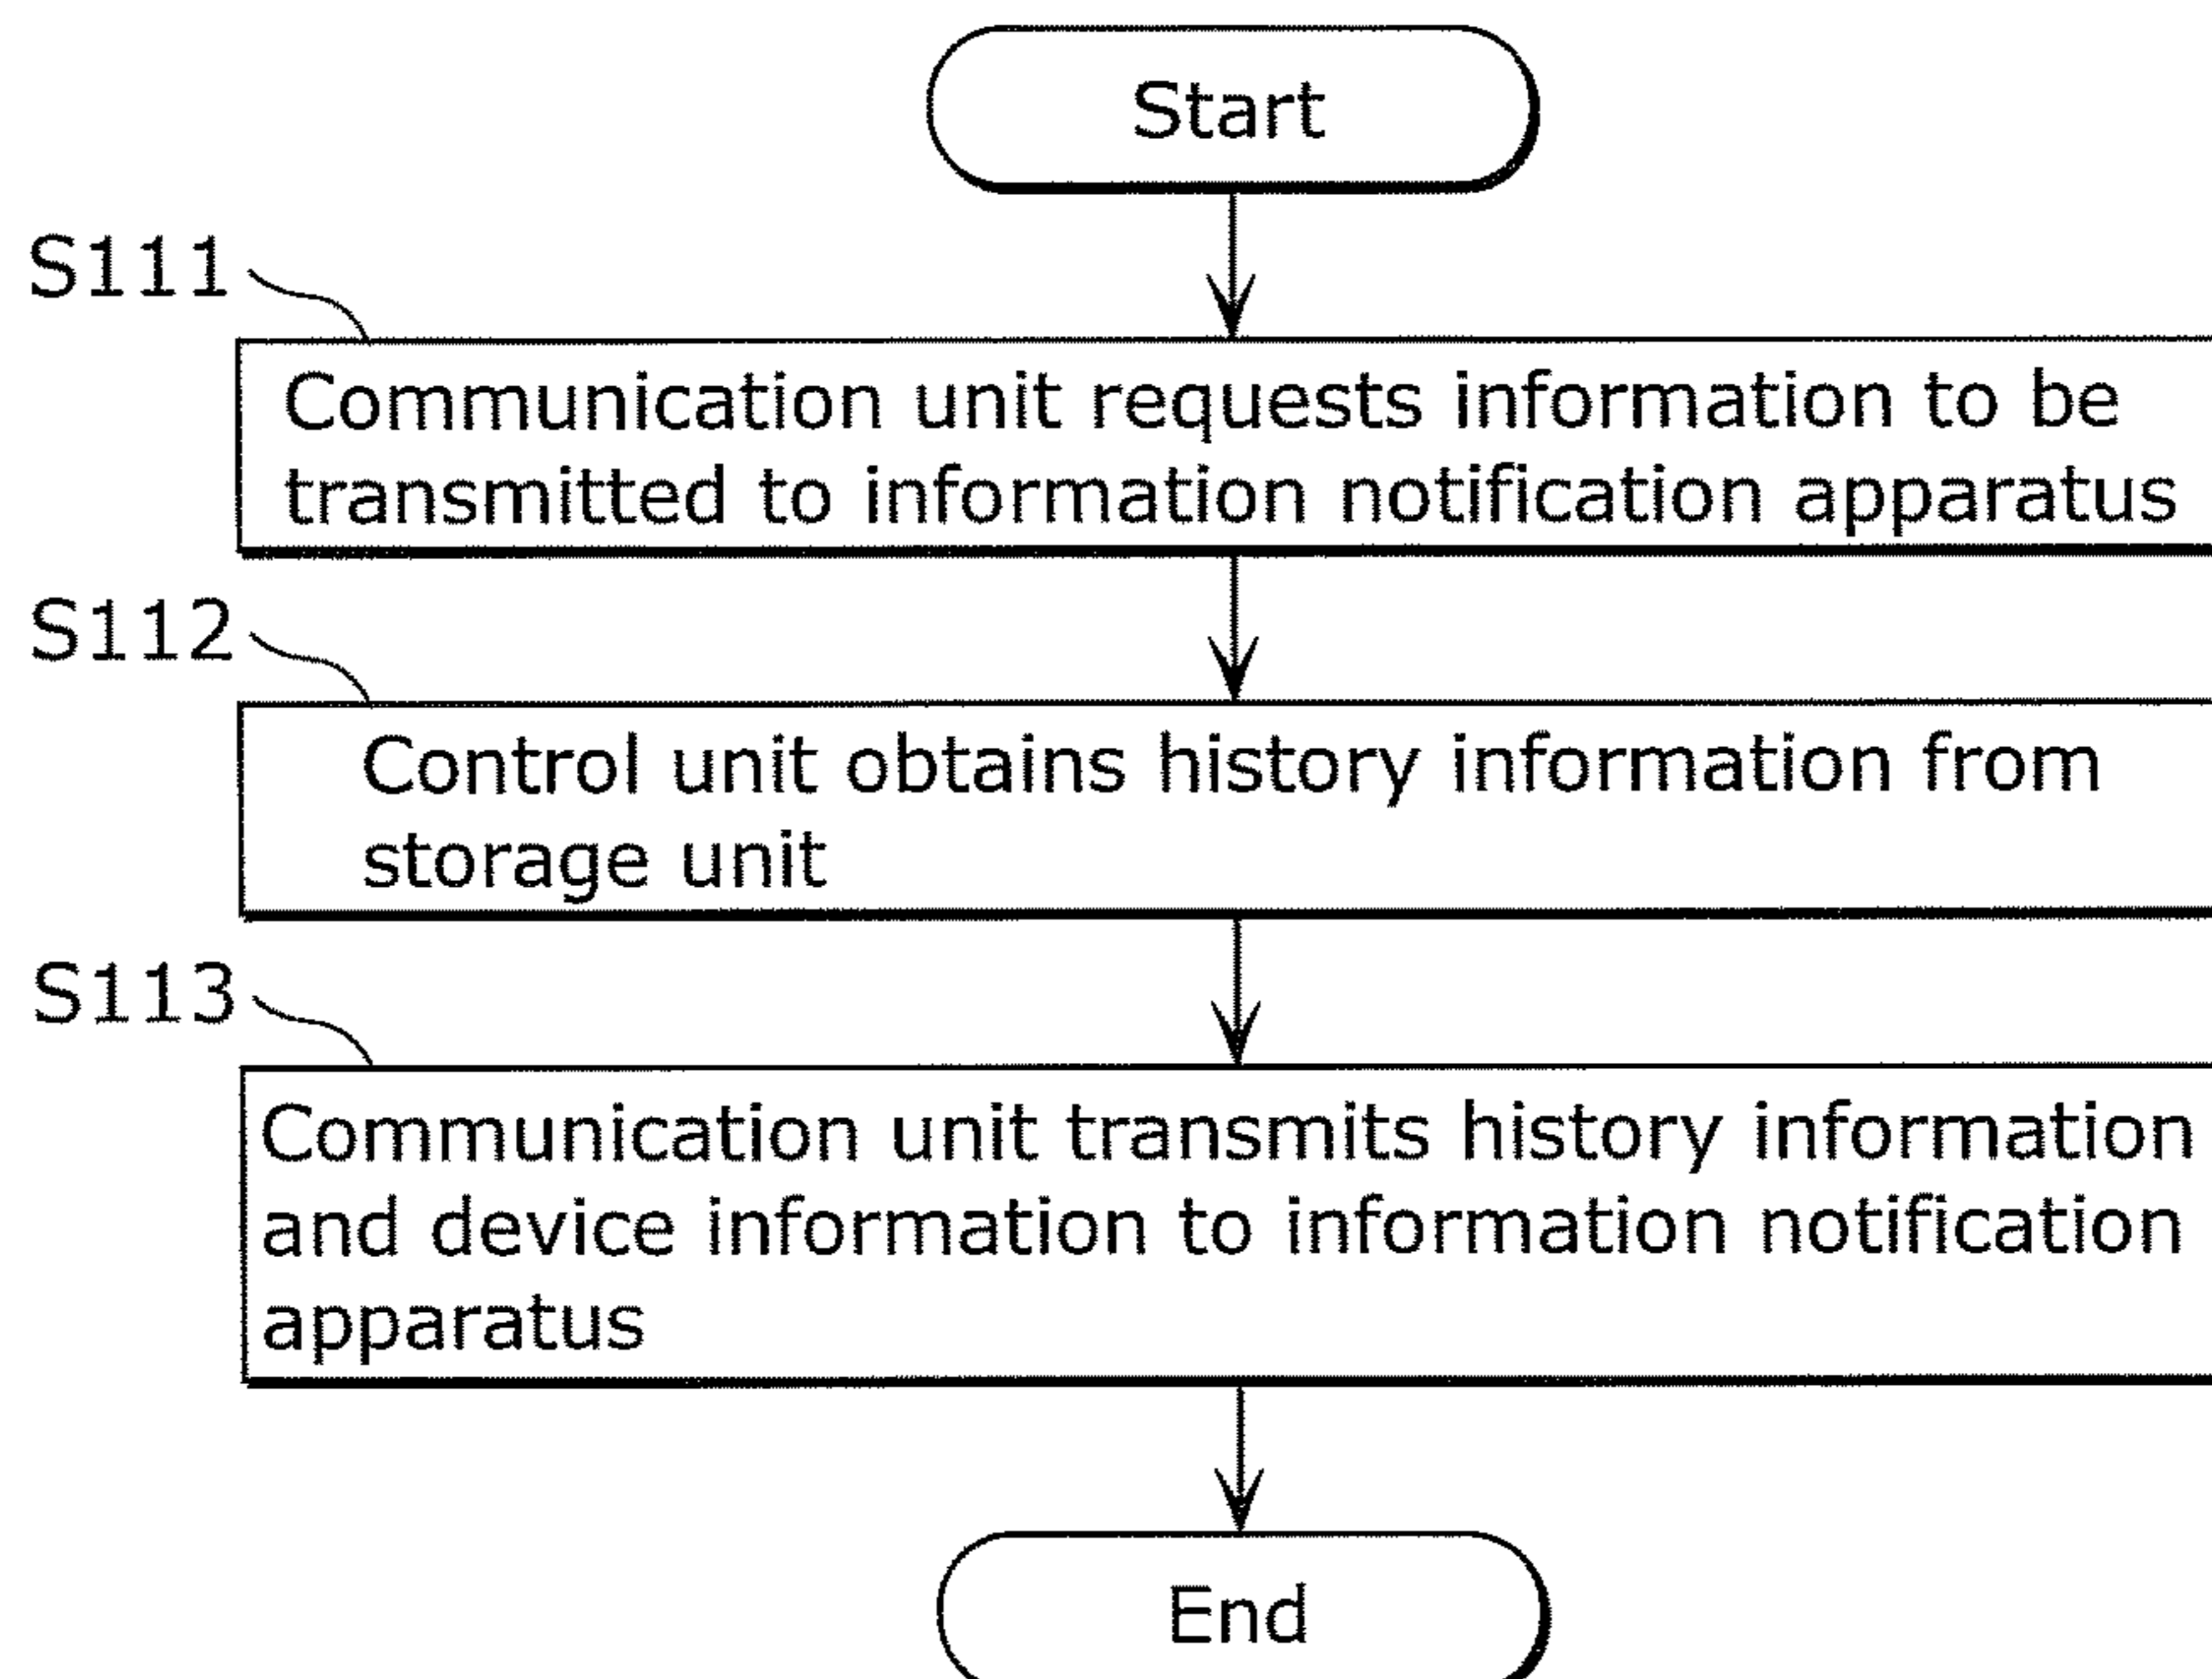 Start
S111
Communication unit requests information to be
transmitted to information notification apparatus
S112
Control unit obtains history information from
storage unit
S113
Communication unit transmits history information
and device information to information notification
apparatus
End